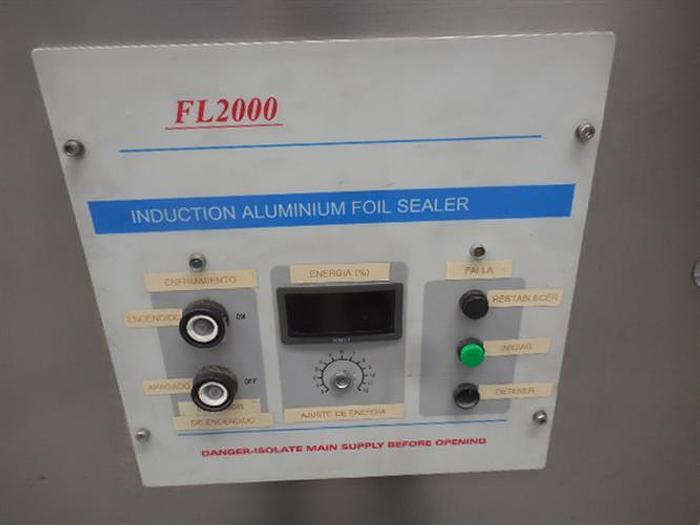 FL2000
INDUCTION ALUMINIUM FOIL SEALER
ENFRIAMIENTO
ENERGIA (%)
FALLA
ENCENDIDO
ON
RESTABLECER
INICIAR
APAGADO
OFF
DETENER
DE ENCENDIDO
AJUSTE DE ENERGIA
DANGER-ISOLATE MAIN SUPPLY BEFORE OPENING